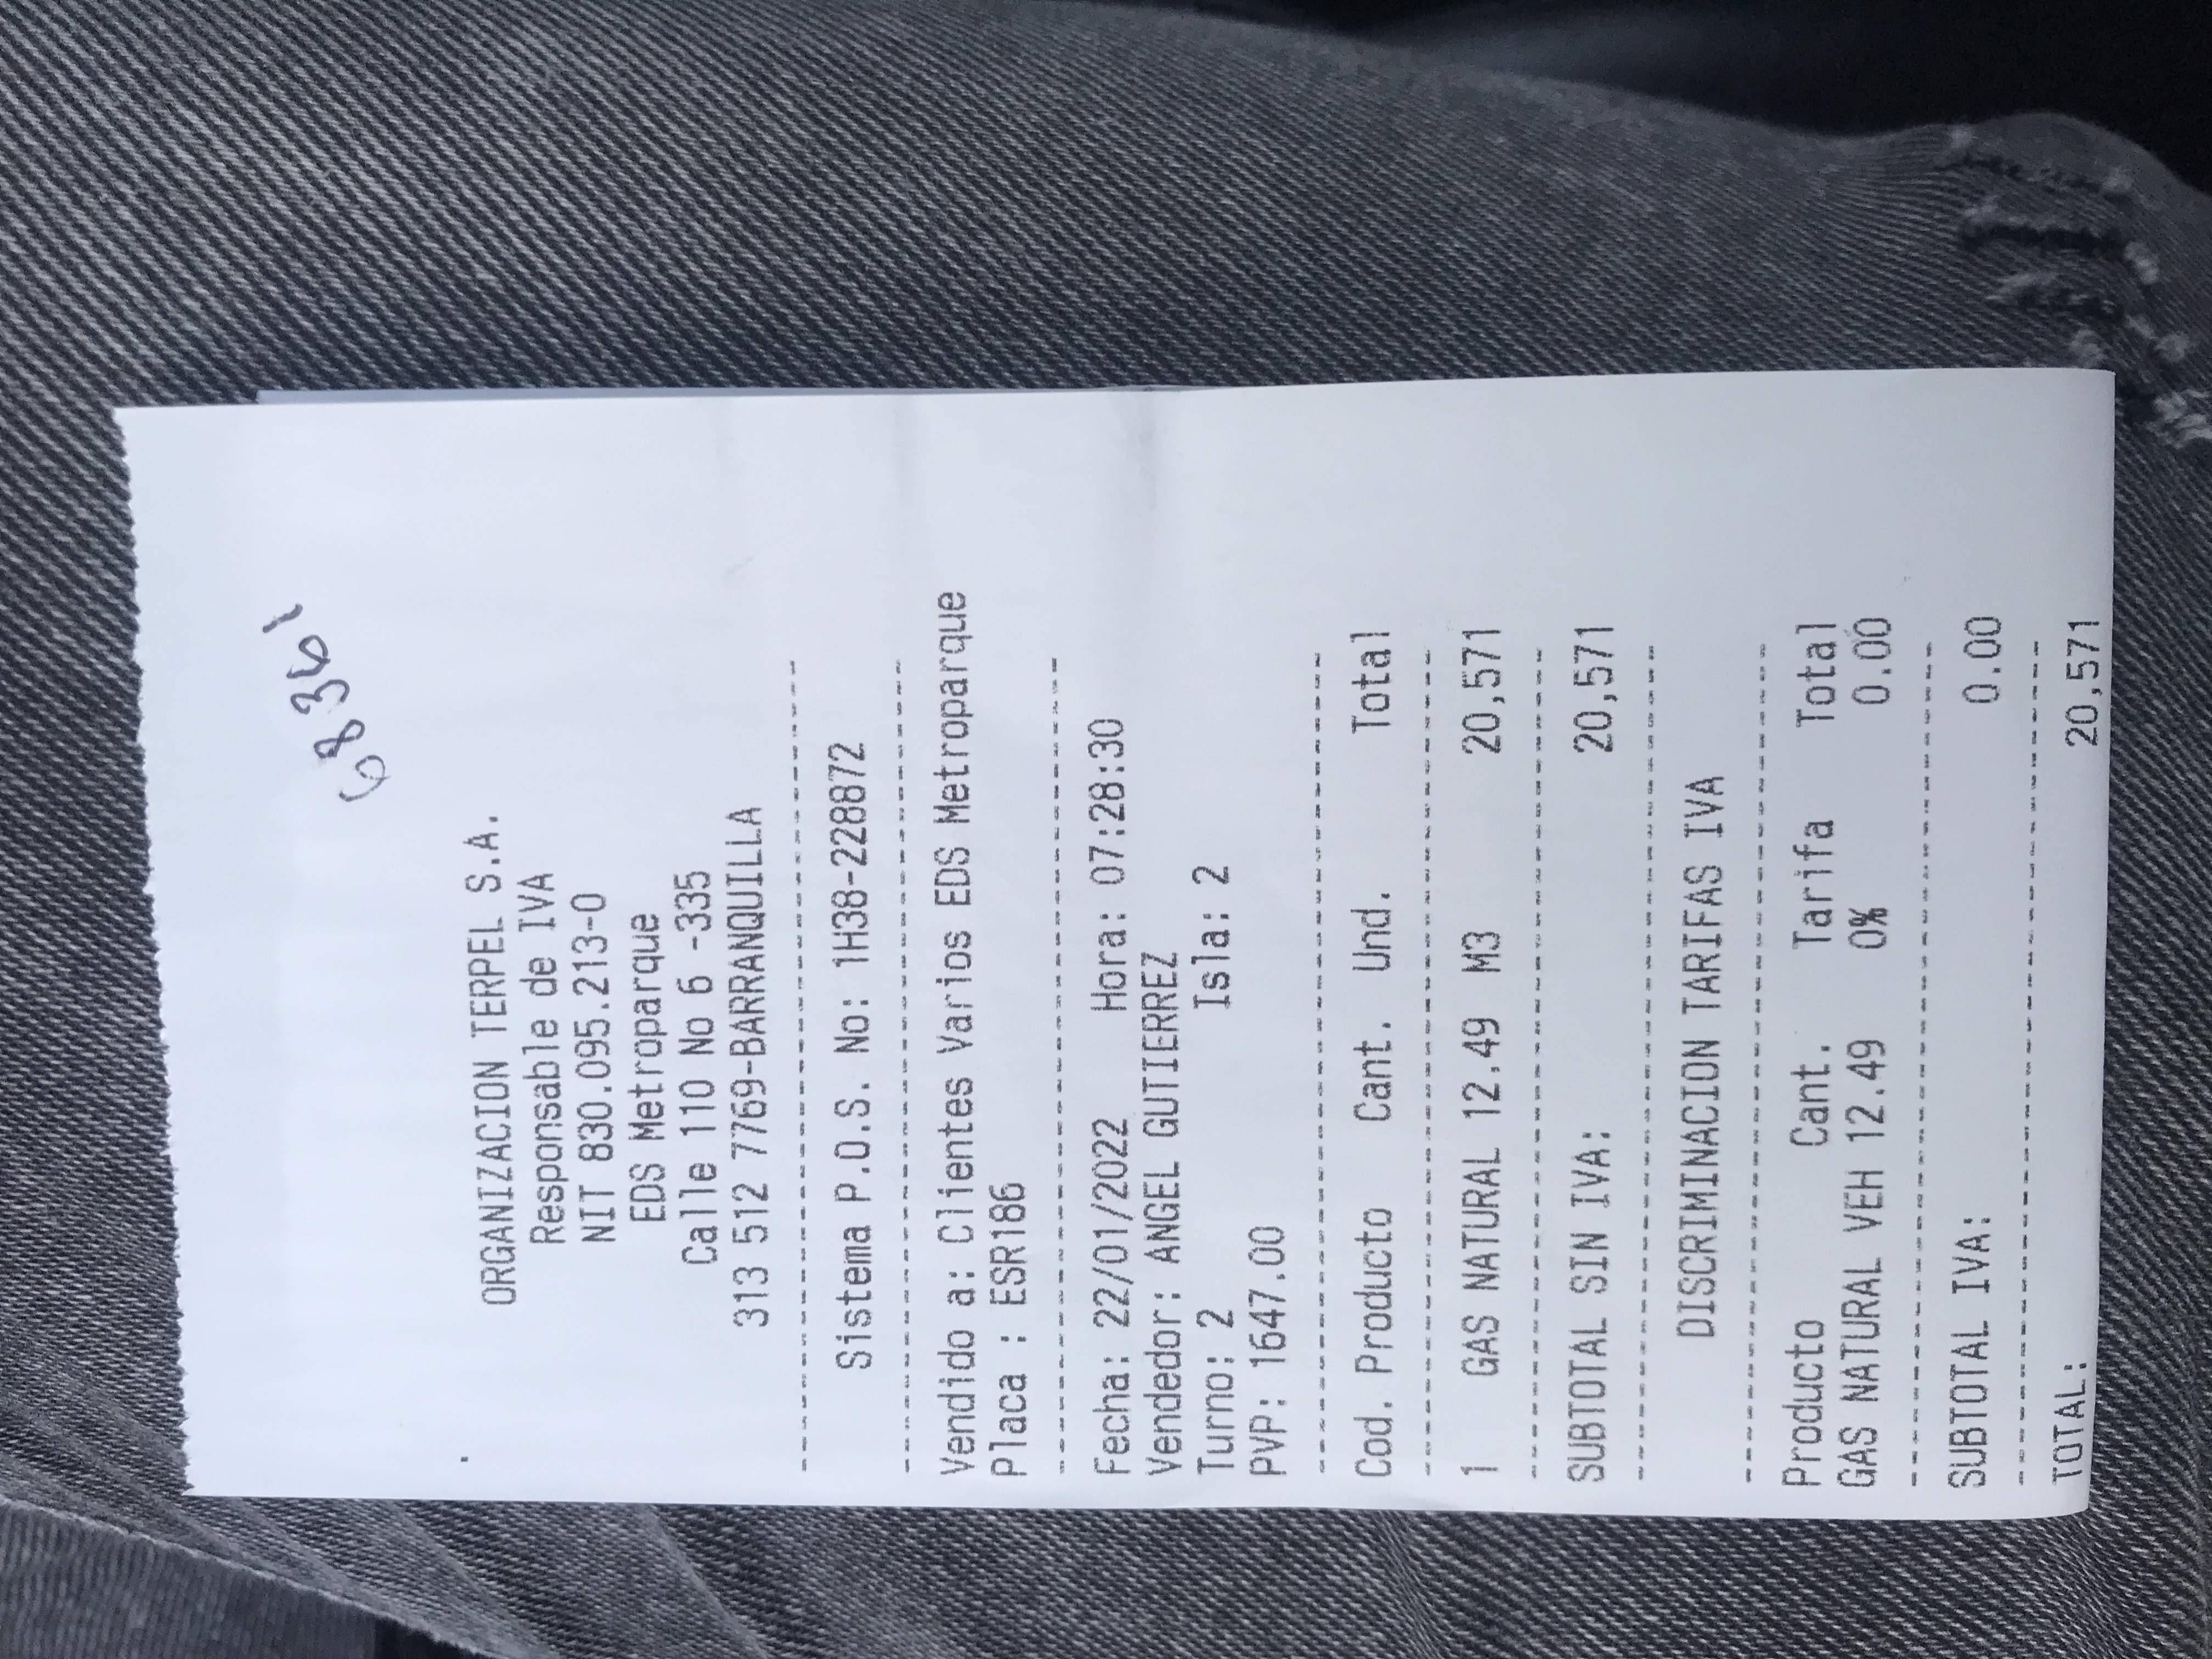 68361
ORGANIZACION TERPEL S.A.
Responsable de IVA
NIT 830.095.213-0
EDS Metroparque
Calle 110 No 6 -335
313 512 7769-BARRANQUILLA
--------------------------------
Sistema P.O.S. No: 1H38-228872
--------------------------------
Vendido a: Clientes Varios EDS Metroparque
Placa : ESR186
--------------------------------
Fecha: 22/01/2022 Hora: 07:28:30
Vendedor: ANGEL GUTIERREZ
Turno: 2 Isla: 2
PVP: 1647.00
--------------------------------
Cod. Producto Cant. Und. Total
--------------------------------
1 GAS NATURAL 12.49 M3 20,571
--------------------------------
SUBTOTAL SIN IVA: 20,571
--------------------------------
DISCRIMINACION TARIFAS IVA
--------------------------------
Producto Cant. Tarifa Total
GAS NATURAL VEH 12.49 0% 0.00
--------------------------------
SUBTOTAL IVA: 0.00
--------------------------------
TOTAL: 20,571